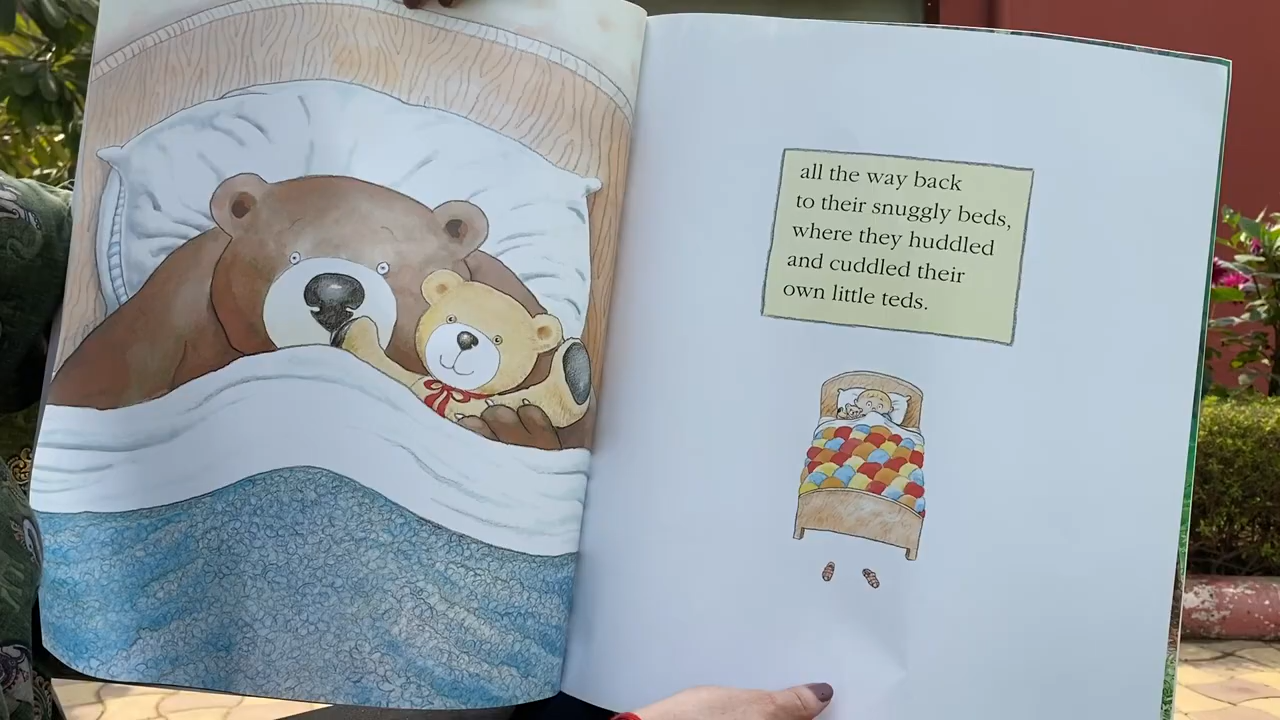 all the way back
to their snuggly beds,
where they huddled
and cuddled their
own little teds.